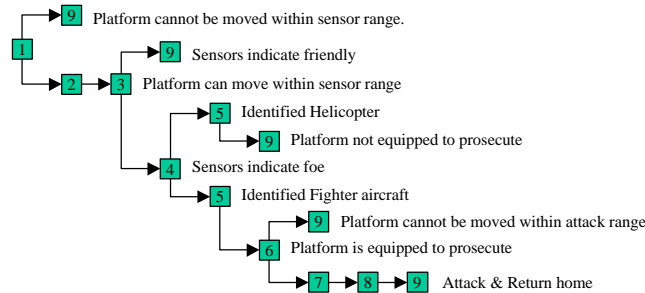 9 Platform cannot be moved within sensor range.
1
9 Sensors indicate friendly
2 3 Platform can move within sensor range
5 Identified Helicopter
9 Platform not equipped to prosecute
4 Sensors indicate foe
5 Identified Fighter aircraft
9 Platform cannot be moved within attack range
6 Platform is equipped to prosecute
7 8 9 Attack & Return home